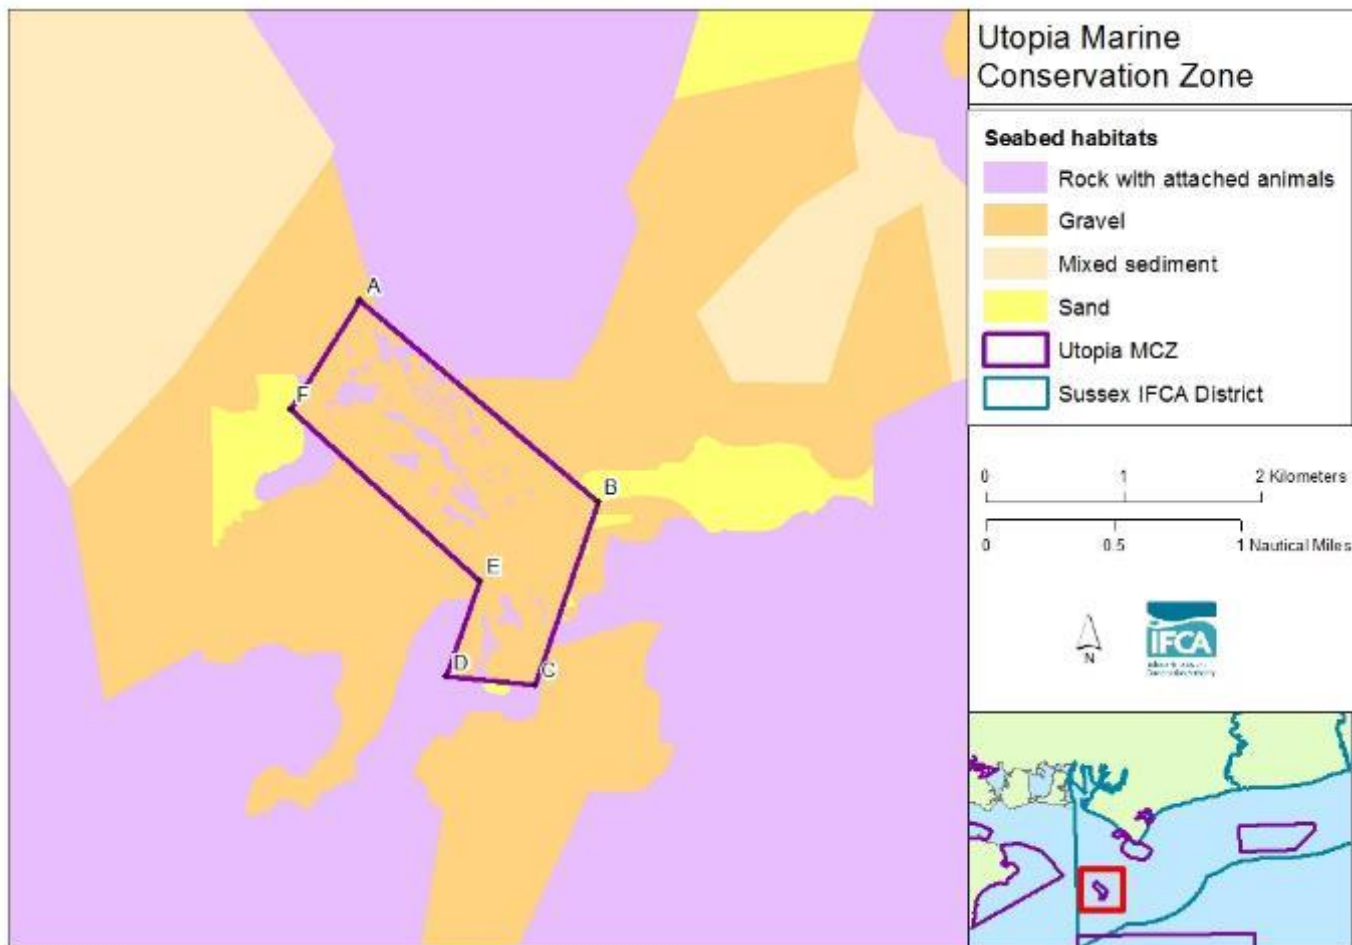 Utopia Marine
Conservation Zone
Seabed habitats
Rock with attached animals
Gravel
Mixed sediment
Sand
Utopia MCZ
Sussex IFCA District
0 1 2 Kilometers
0 0.5 1 Nautical Miles
N
IFCA
A
F
B
E
D
C